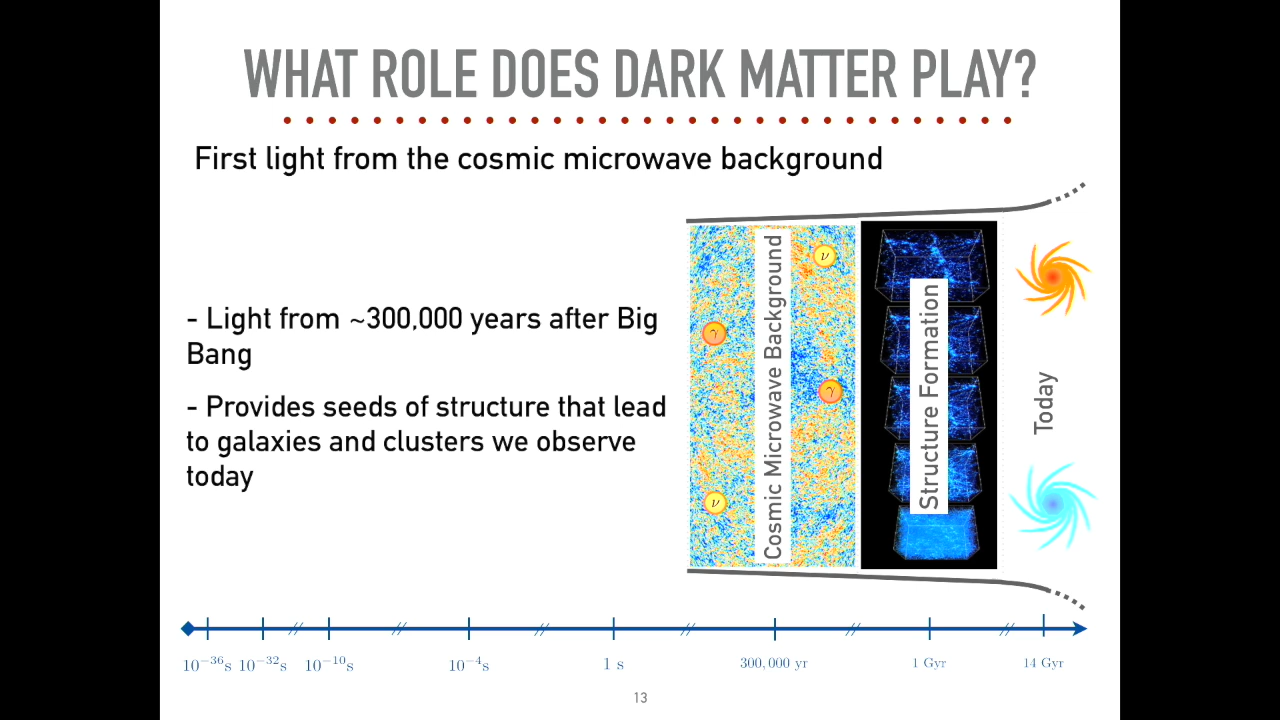 WHAT ROLE DOES DARK MATTER PLAY?
First light from the cosmic microwave background
- Light from ~300,000 years after Big
Bang
- Provides seeds of structure that lead
to galaxies and clusters we observe
today
Cosmic Microwave Background
ν
γ
γ
ν
Structure Formation
Today
10⁻³⁶s 10⁻³²s 10⁻¹⁰s 10⁻⁴s 1 s 300,000 yr 1 Gyr 14 Gyr
13